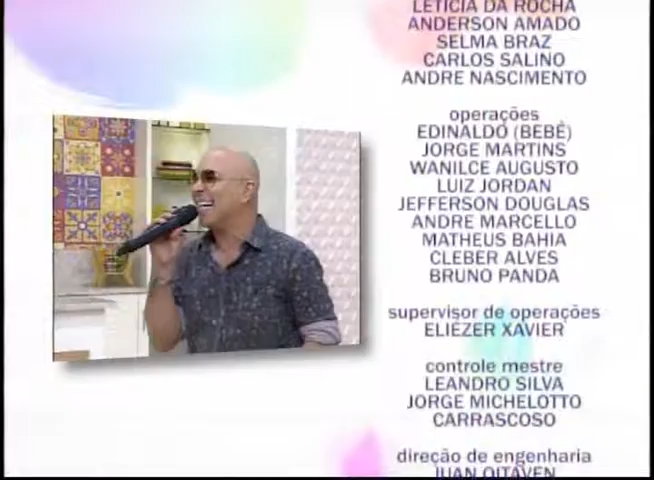 LETICIA DA ROCHA
ANDERSON AMADO
SELMA BRAZ
CARLOS SALINO
ANDRE NASCIMENTO
operações
EDINALDO (BEBÊ)
JORGE MARTINS
WANILCE AUGUSTO
LUIZ JORDAN
JEFFERSON DOUGLAS
ANDRE MARCELLO
MATHEUS BAHIA
CLEBER ALVES
BRUNO PANDA
supervisor de operações
ELIEZER XAVIER
controle mestre
LEANDRO SILVA
JORGE MICHELOTTO
CARRASCOSO
direção de engenharia
JUAN OITAVEN